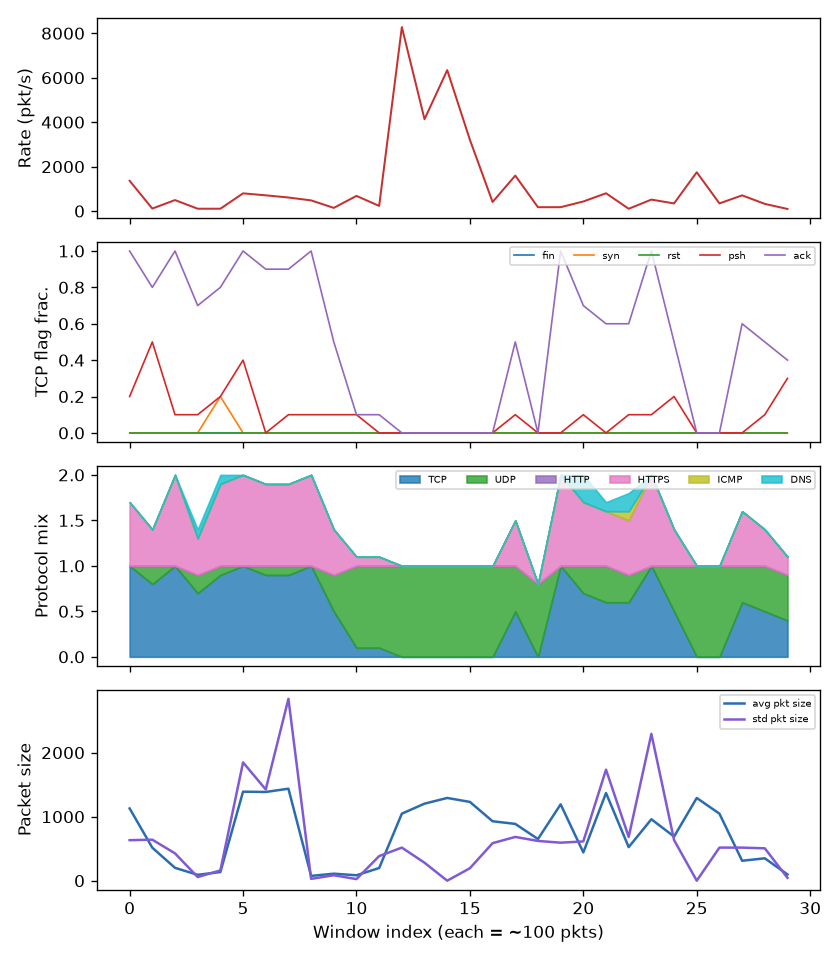 8000
6000
4000
2000
0
Rate (pkt/s)
1.0
0.8
0.6
0.4
0.2
0.0
TCP flag frac.
fin syn rst psh ack
2.0
1.5
1.0
0.5
0.0
Protocol mix
TCP UDP HTTP HTTPS ICMP DNS
2000
1000
0
Packet size
avg pkt size
std pkt size
0 5 10 15 20 25 30
Window index (each = ~100 pkts)